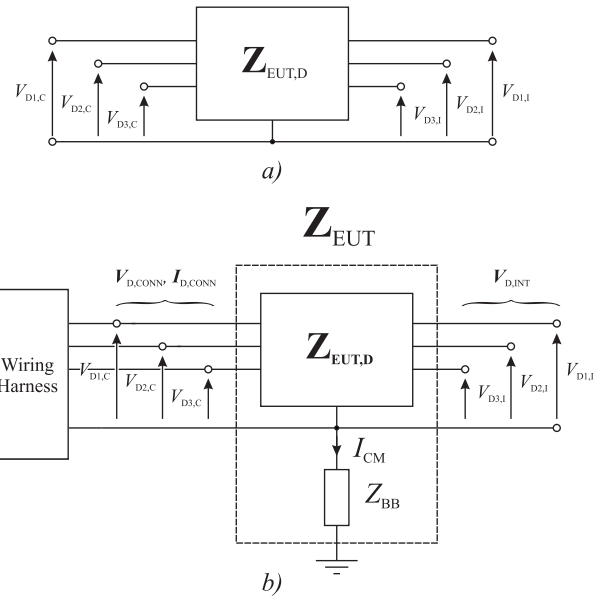 Z_EUT,D
V_D1,C
V_D2,C
V_D3,C
V_D3,I
V_D2,I
V_D1,I
a)
Z_EUT
V_D,CONN, I_D,CONN
V_D,INT
Wiring
Harness
V_D1,C
V_D2,C
V_D3,C
Z_EUT,D
V_D3,I
V_D2,I
V_D1,I
I_CM
Z_BB
b)